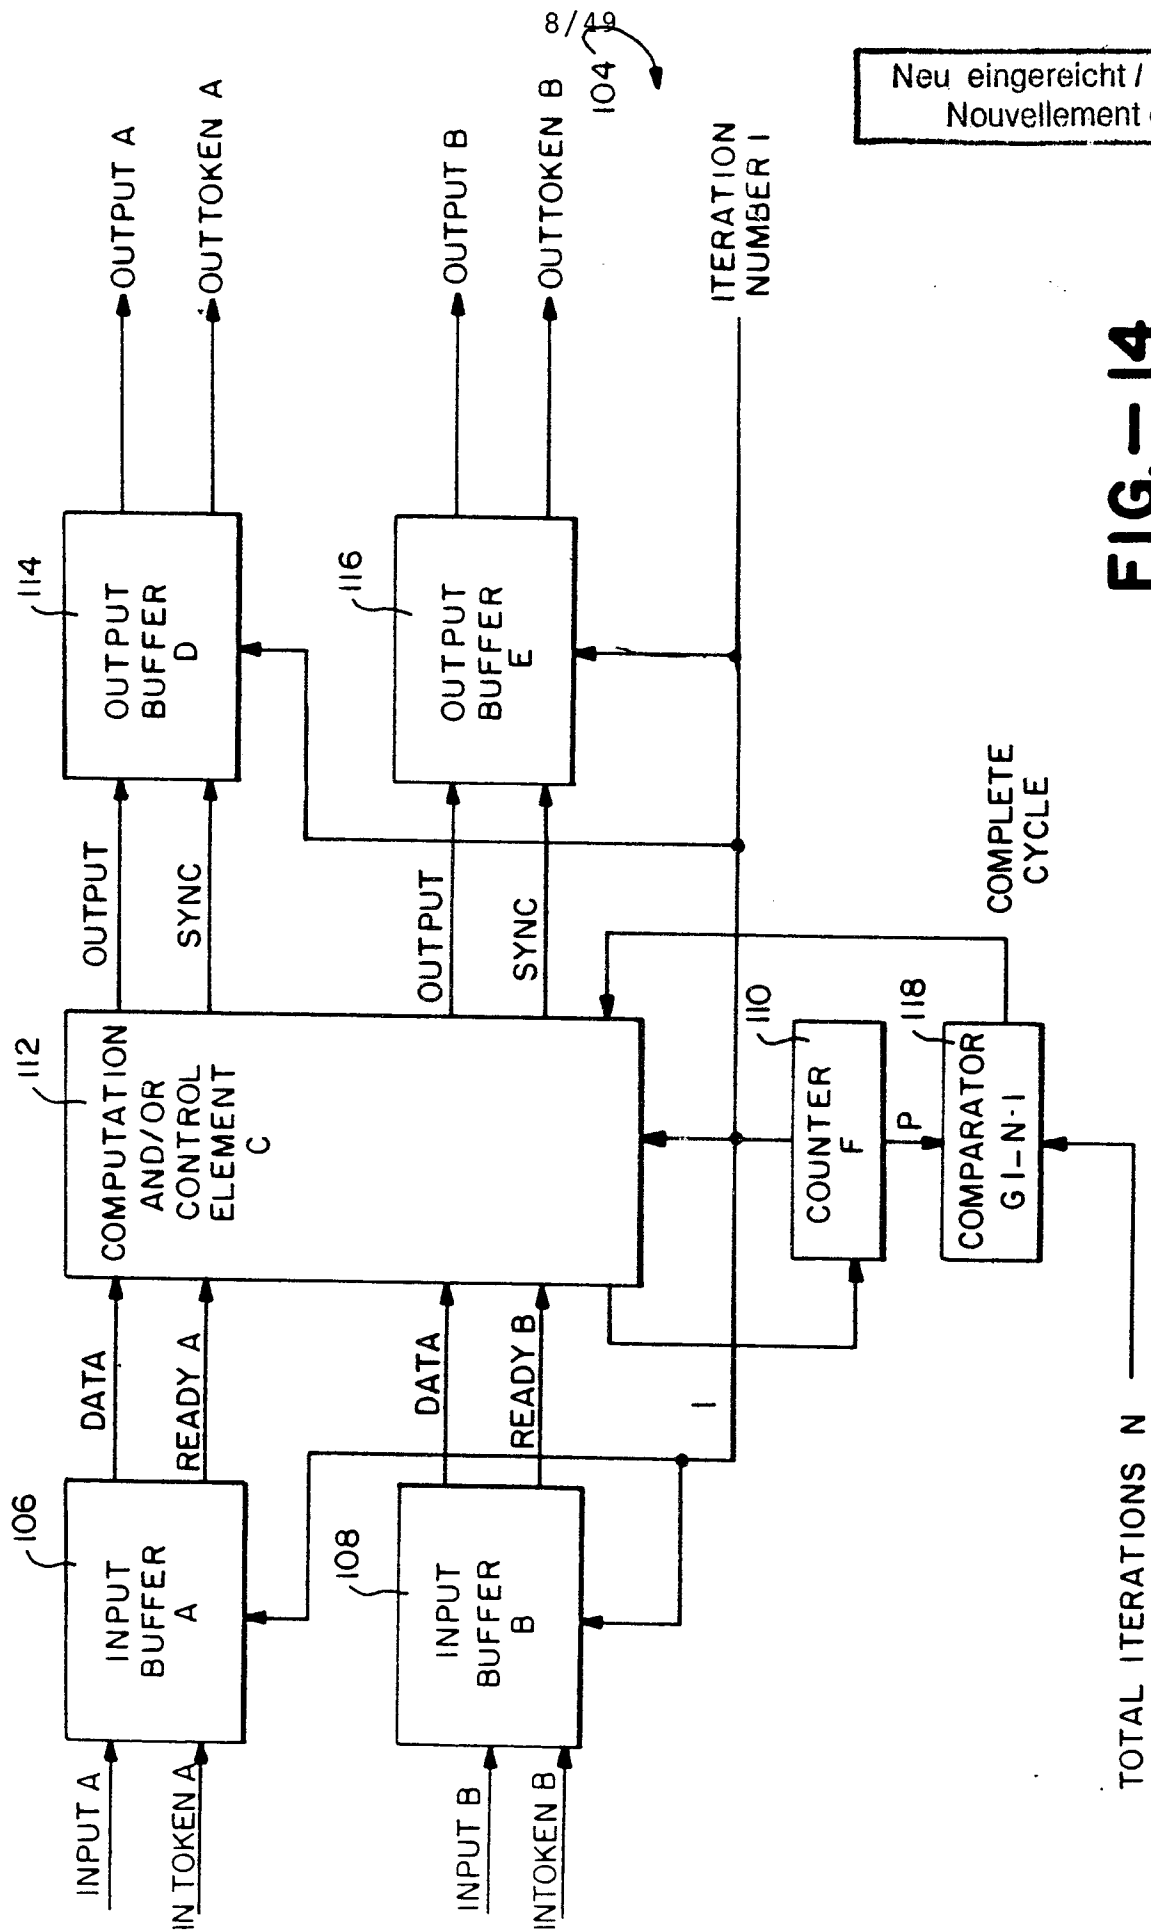 8/49
Neu eingereicht /
Nouvellement
104
INPUT A
IN TOKEN A
INPUT B
INTOKEN B
106
INPUT
BUFFER
A
108
INPUT
BUFFER
B
DATA
READY A
DATA
READY B
I
112
COMPUTATION
AND/OR
CONTROL
ELEMENT
C
OUTPUT
SYNC
OUTPUT
SYNC
114
OUTPUT
BUFFER
D
116
OUTPUT
BUFFER
E
OUTPUT A
OUTTOKEN A
OUTPUT B
OUTTOKEN B
ITERATION
NUMBER I
110
COUNTER
F
P
118
COMPARATOR
G I-N-I
COMPLETE
CYCLE
TOTAL ITERATIONS N
FIG.-14